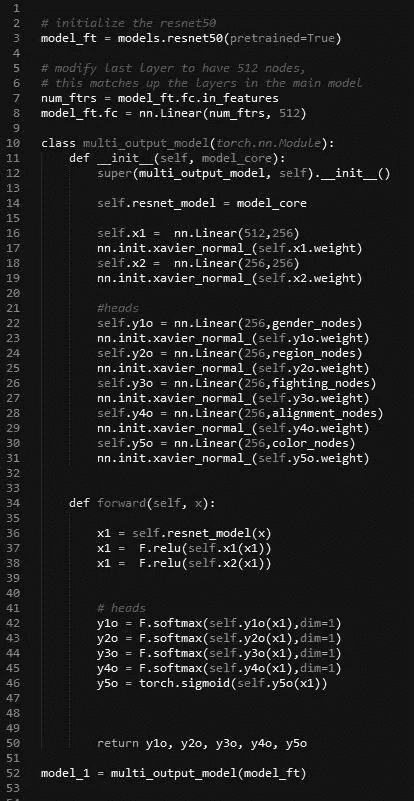 1
2 # initialize the resnet50
3 model_ft = models.resnet50(pretrained=True)
4
5 # modify last layer to have 512 nodes,
6 # this matches up the layers in the main model
7 num_ftrs = model_ft.fc.in_features
8 model_ft.fc = nn.Linear(num_ftrs, 512)
9
10 class multi_output_model(torch.nn.Module):
11 def __init__(self, model_core):
12 super(multi_output_model, self).__init__()
13
14 self.resnet_model = model_core
15
16 self.x1 =  nn.Linear(512,256)
17 nn.init.xavier_normal_(self.x1.weight)
18 self.x2 =  nn.Linear(256,256)
19 nn.init.xavier_normal_(self.x2.weight)
20
21 #heads
22 self.y1o = nn.Linear(256,gender_nodes)
23 nn.init.xavier_normal_(self.y1o.weight)
24 self.y2o = nn.Linear(256,region_nodes)
25 nn.init.xavier_normal_(self.y2o.weight)
26 self.y3o = nn.Linear(256,fighting_nodes)
27 nn.init.xavier_normal_(self.y3o.weight)
28 self.y4o = nn.Linear(256,alignment_nodes)
29 nn.init.xavier_normal_(self.y4o.weight)
30 self.y5o = nn.Linear(256,color_nodes)
31 nn.init.xavier_normal_(self.y5o.weight)
32
33
34 def forward(self, x):
35
36 x1 = self.resnet_model(x)
37 x1 =  F.relu(self.x1(x1))
38 x1 =  F.relu(self.x2(x1))
39
40
41 # heads
42 y1o = F.softmax(self.y1o(x1),dim=1)
43 y2o = F.softmax(self.y2o(x1),dim=1)
44 y3o = F.softmax(self.y3o(x1),dim=1)
45 y4o = F.softmax(self.y4o(x1),dim=1)
46 y5o = torch.sigmoid(self.y5o(x1))
47
48
49
50 return y1o, y2o, y3o, y4o, y5o
51
52 model_1 = multi_output_model(model_ft)
53
54